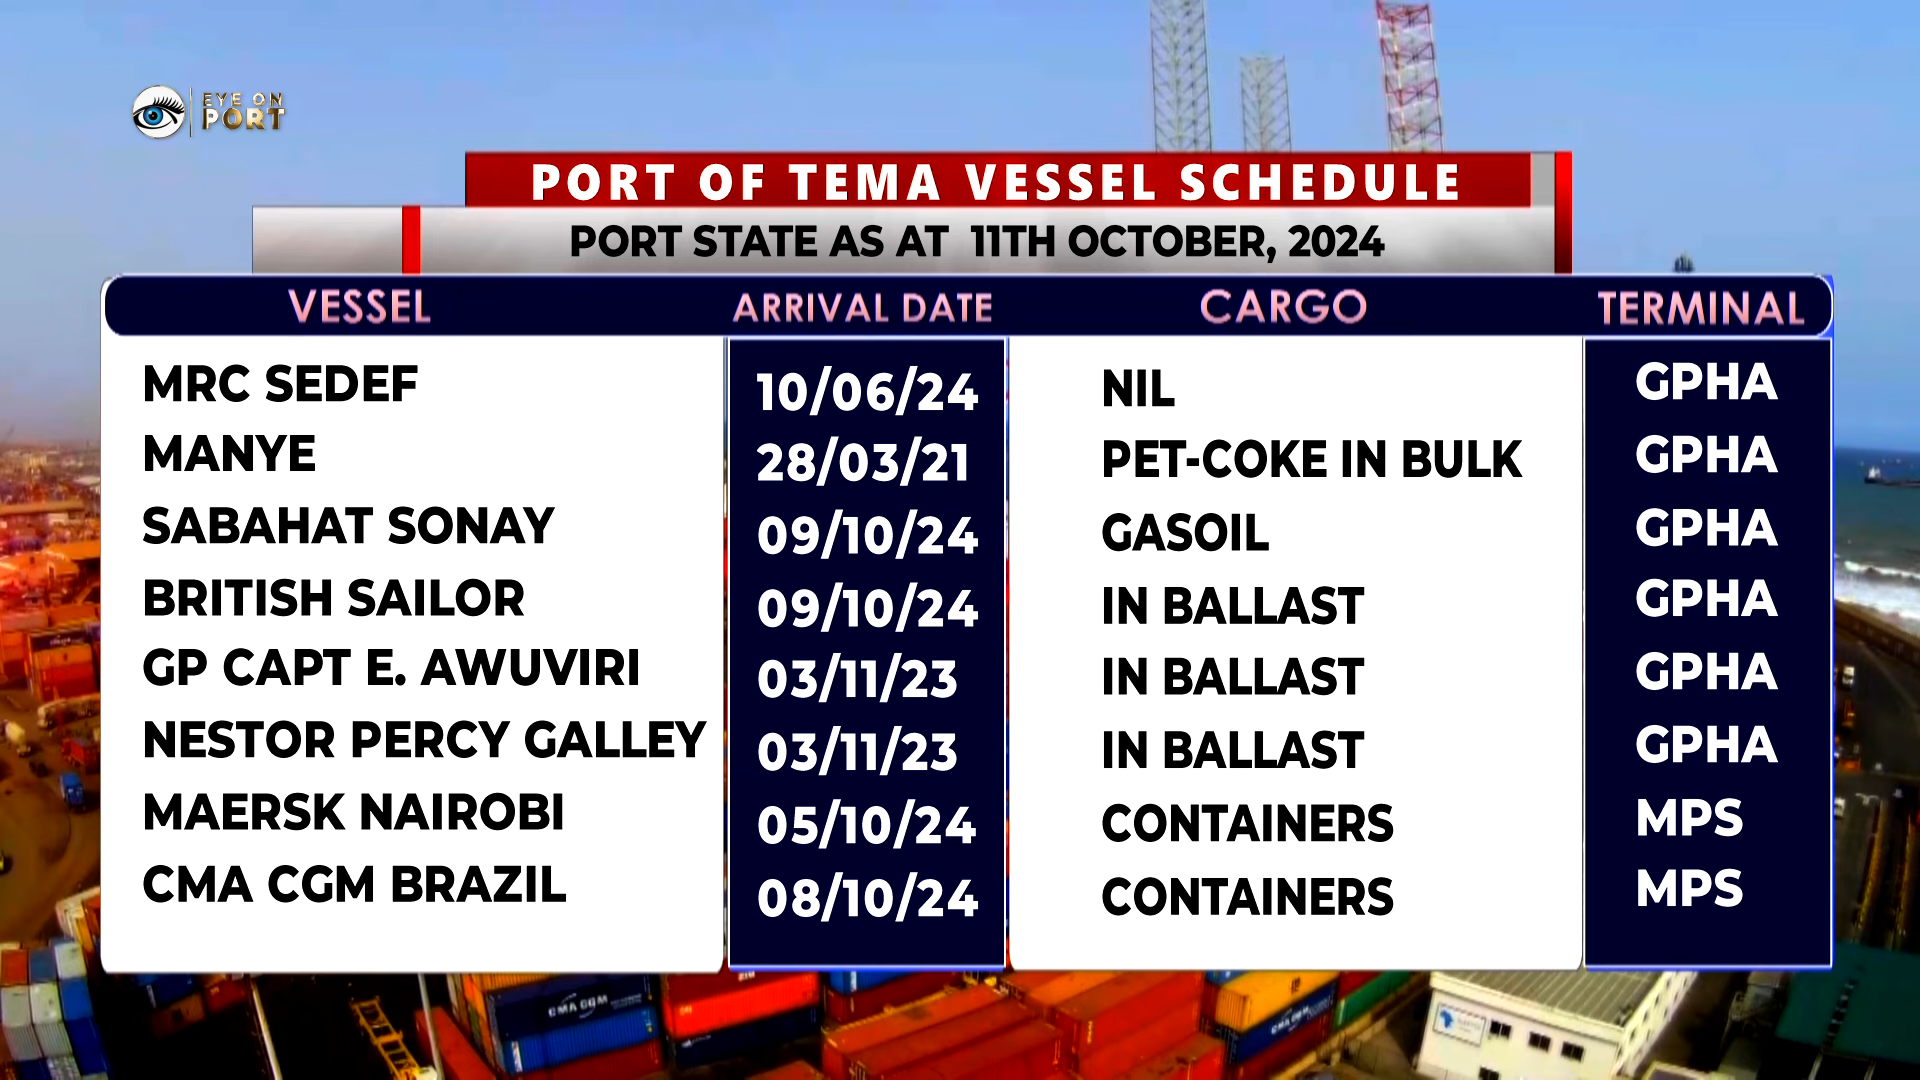 EYE ON
PORT
PORT OF TEMA VESSEL SCHEDULE
PORT STATE AS AT 11TH OCTOBER, 2024
VESSEL ARRIVAL DATE CARGO TERMINAL
MRC SEDEF 10/06/24 NIL GPHA
MANYE 28/03/21 PET-COKE IN BULK GPHA
SABAHAT SONAY 09/10/24 GASOIL GPHA
BRITISH SAILOR 09/10/24 IN BALLAST GPHA
GP CAPT E. AWUVIRI 03/11/23 IN BALLAST GPHA
NESTOR PERCY GALLEY 03/11/23 IN BALLAST GPHA
MAERSK NAIROBI 05/10/24 CONTAINERS MPS
CMA CGM BRAZIL 08/10/24 CONTAINERS MPS
CMA CGM
CMA CGM